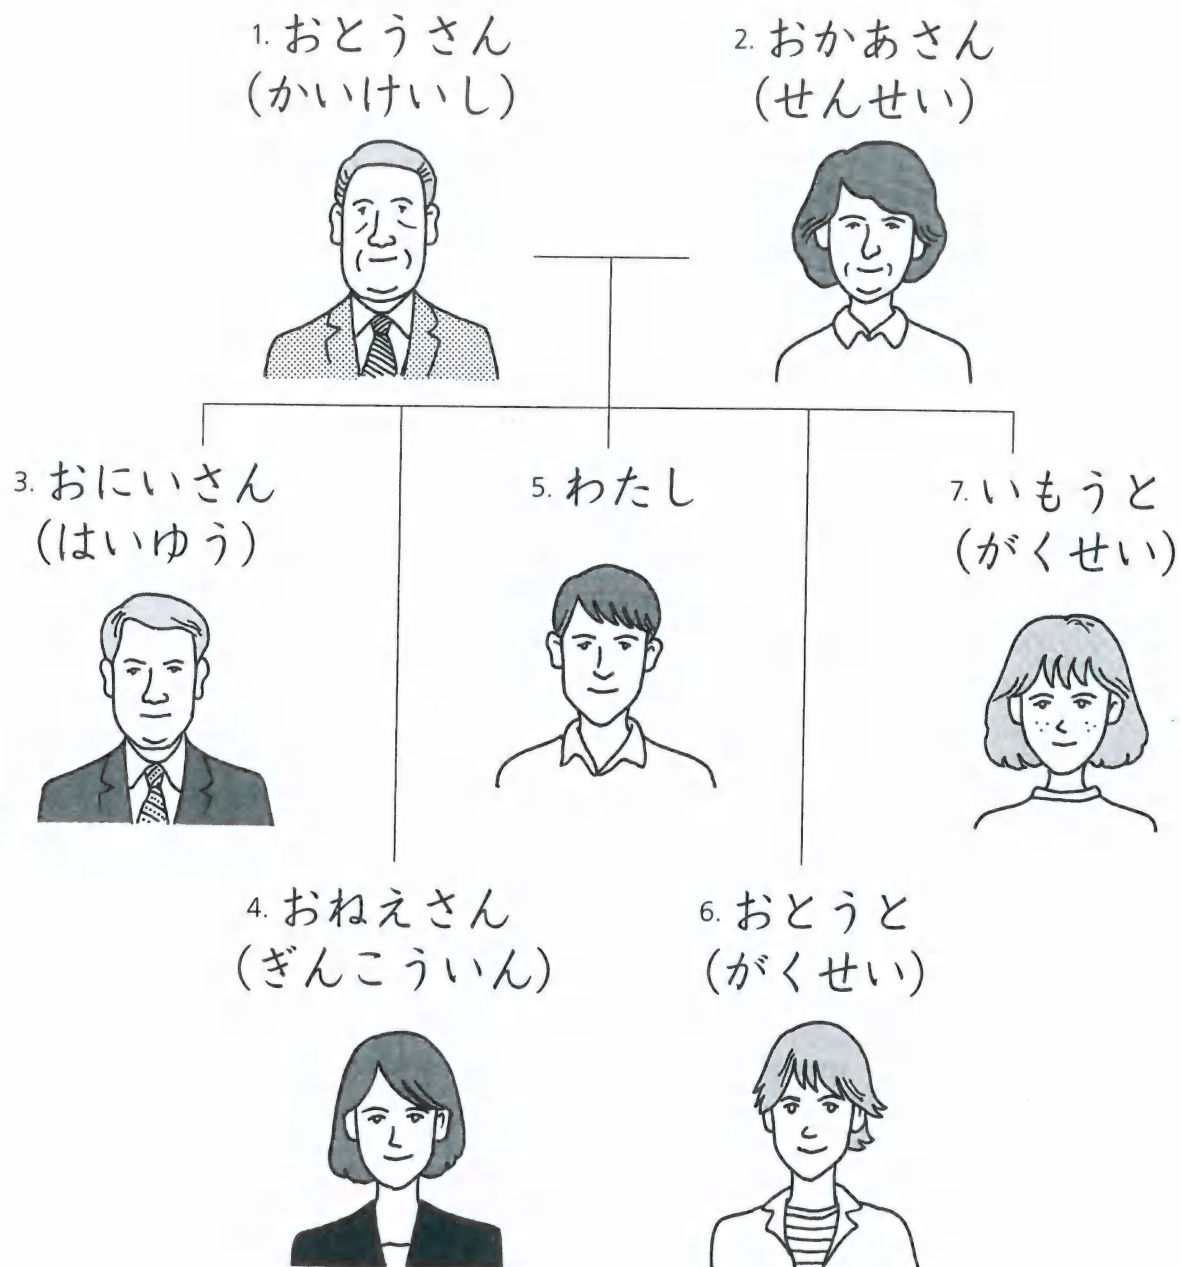 1. おとうさん
(かいけいし)
2. おかあさん
(せんせい)
3. おにいさん
(はいゆう)
4. おねえさん
(ぎんこういん)
5. わたし
6. おとうと
(がくせい)
7. いもうと
(がくせい)